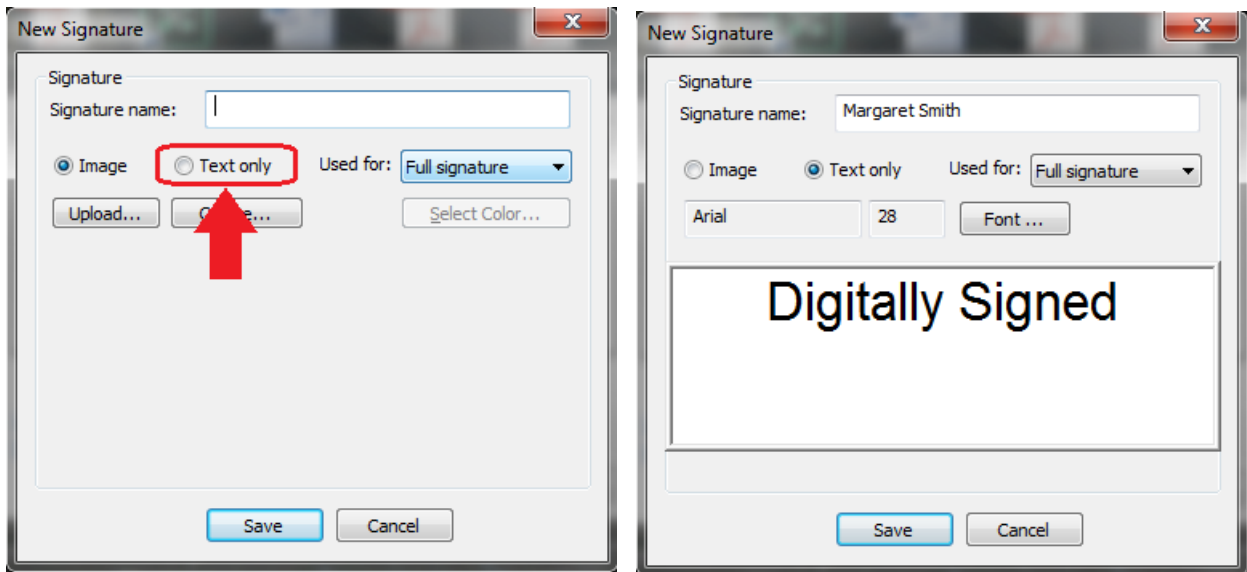 New Signature
Signature
Signature name:
Image Text only Used for: Full signature
Upload... Select Color...
Save Cancel
New Signature
Signature
Signature name: Margaret Smith
Image Text only Used for: Full signature
Arial 28 Font ...
Digitally Signed
Save Cancel